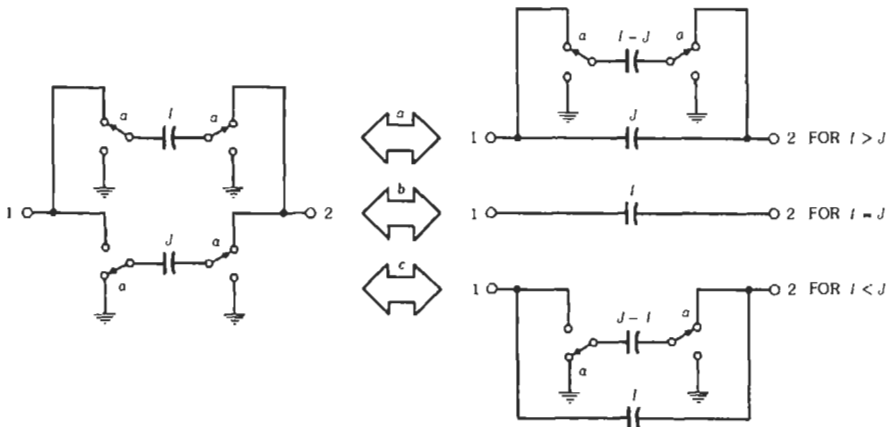 a
I - J
a
a
I
a
a
J
1
2 FOR I > J
1
2
b
I
1
2 FOR I = J
J
a
a
c
1
2 FOR I < J
J - I
a
a
I